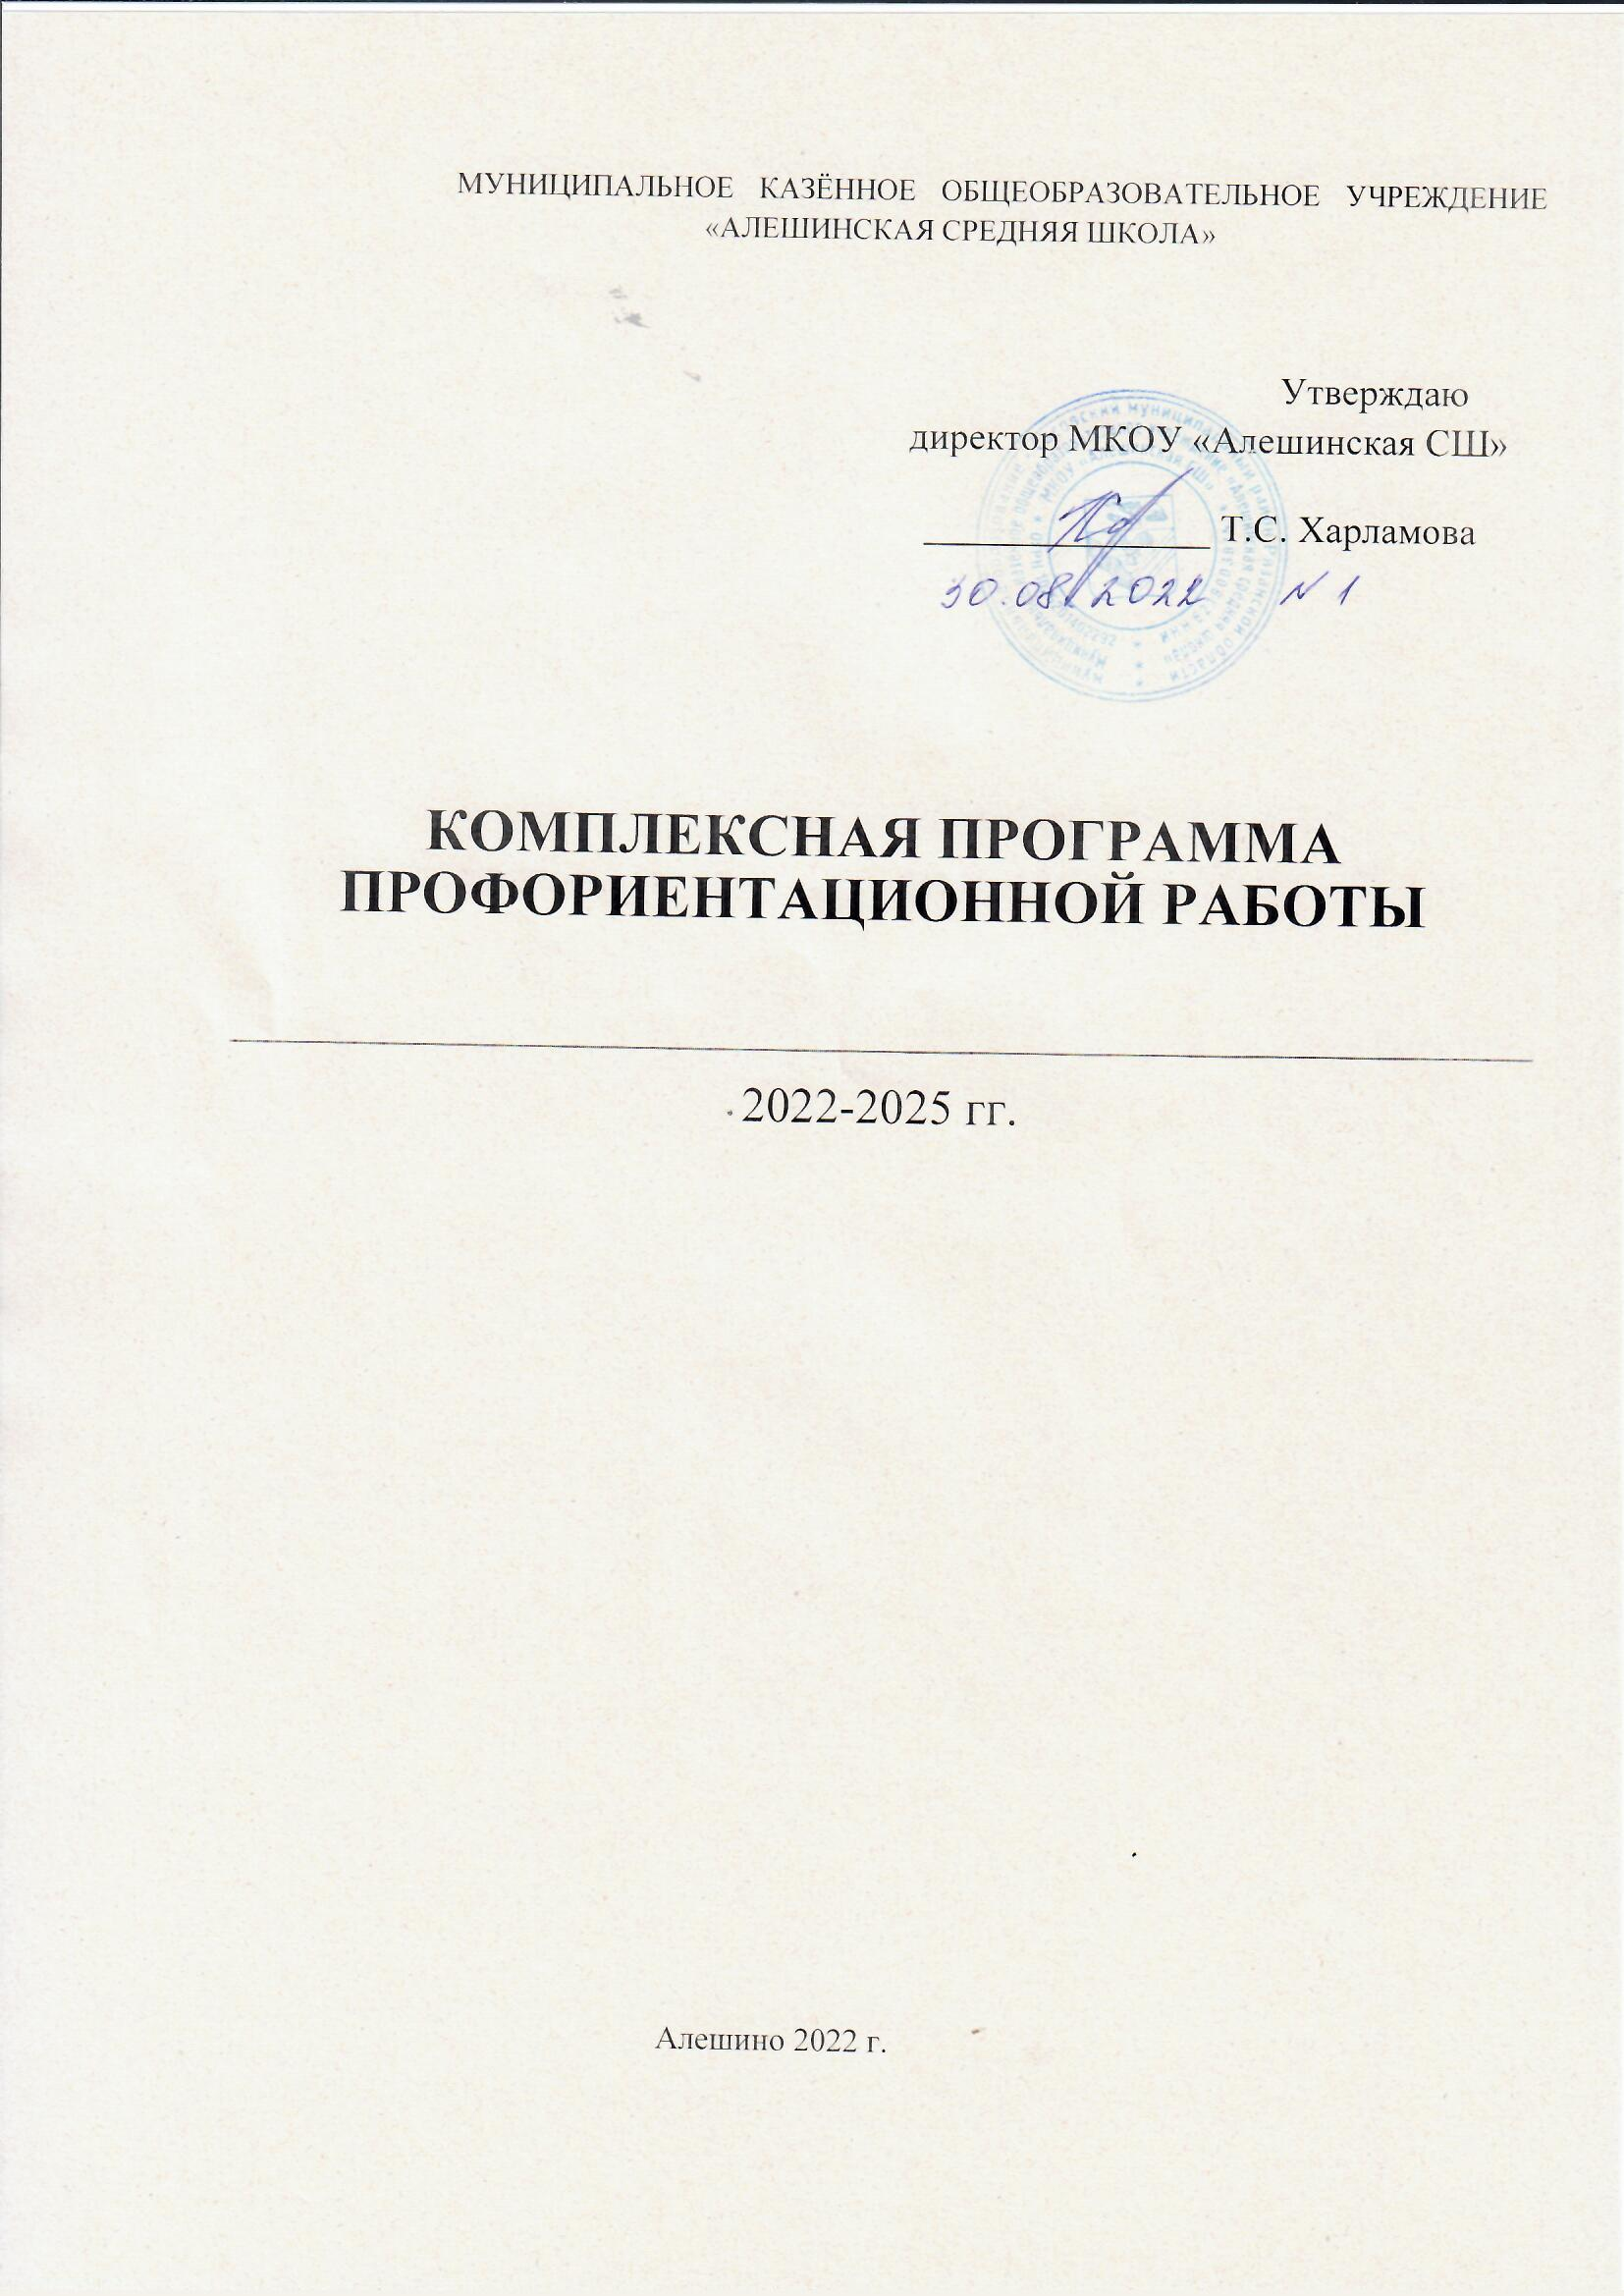 МУНИЦИПАЛЬНОЕ КАЗЁННОЕ ОБЩЕОБРАЗОВАТЕЛЬНОЕ УЧРЕЖДЕНИЕ
«АЛЕШИНСКАЯ СРЕДНЯЯ ШКОЛА»
Утверждаю
директор МКОУ «Алешинская СШ»
Т.С. Харламова
30.08.2022 N 1
КОМПЛЕКСНАЯ ПРОГРАММА
ПРОФОРИЕНТАЦИОННОЙ РАБОТЫ
2022-2025 гг.
Алешино 2022 г.